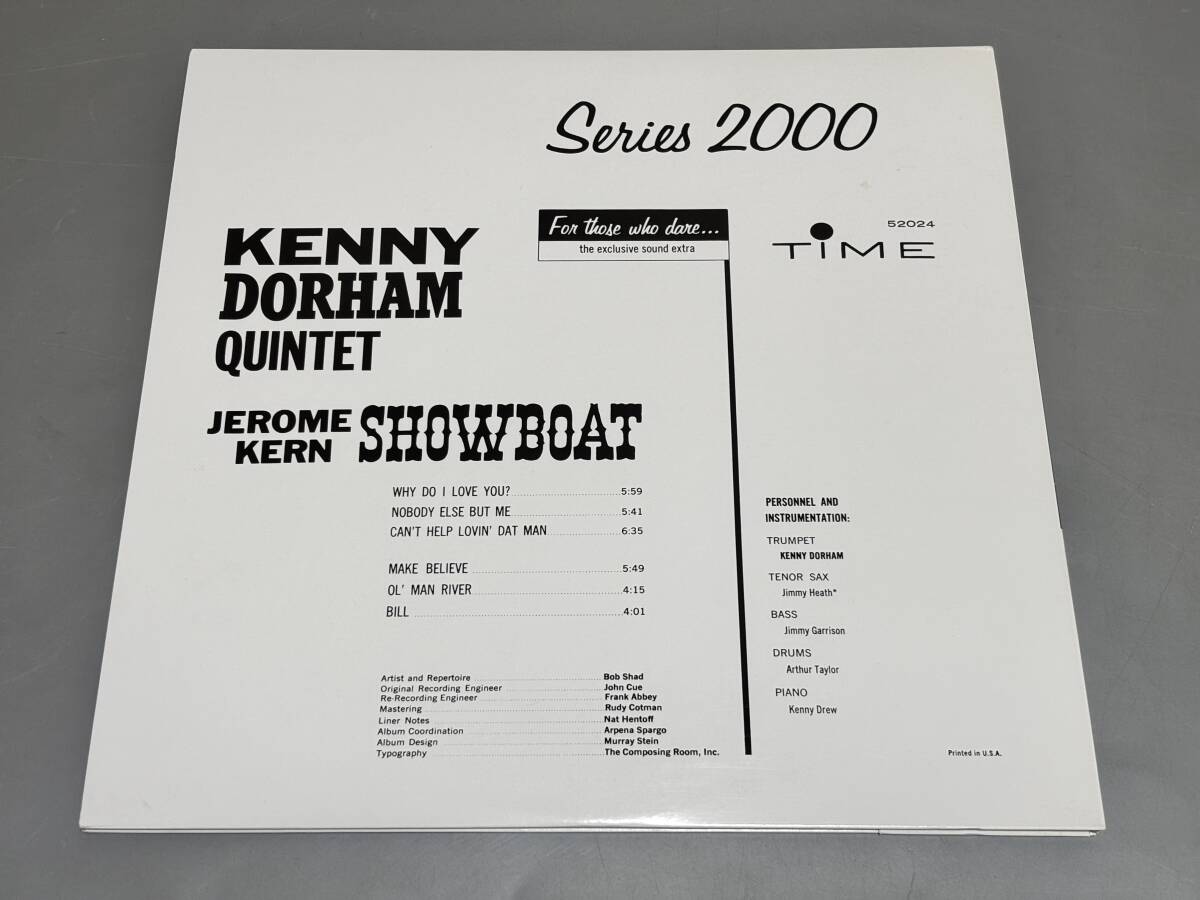 Series 2000
KENNY
DORHAM
QUINTET
For those who dare...
the exclusive sound extra
52024
TiME
JEROME
KERN
SHOWBOAT
WHY DO I LOVE YOU? 5:59
NOBODY ELSE BUT ME 5:41
CAN'T HELP LOVIN' DAT MAN 6:35
MAKE BELIEVE 5:49
OL' MAN RIVER 4:15
BILL 4:01
Artist and Repertoire Bob Shad
Original Recording Engineer John Cue
Re-Recording Engineer Frank Abbey
Mastering Rudy Cotman
Liner Notes Nat Hentoff
Album Coordination Arpena Spargo
Album Design Murray Stein
Typography The Composing Room, Inc.
PERSONNEL AND
INSTRUMENTATION:
TRUMPET
KENNY DORHAM
TENOR SAX
Jimmy Heath*
BASS
Jimmy Garrison
DRUMS
Arthur Taylor
PIANO
Kenny Drew
Printed in U.S.A.